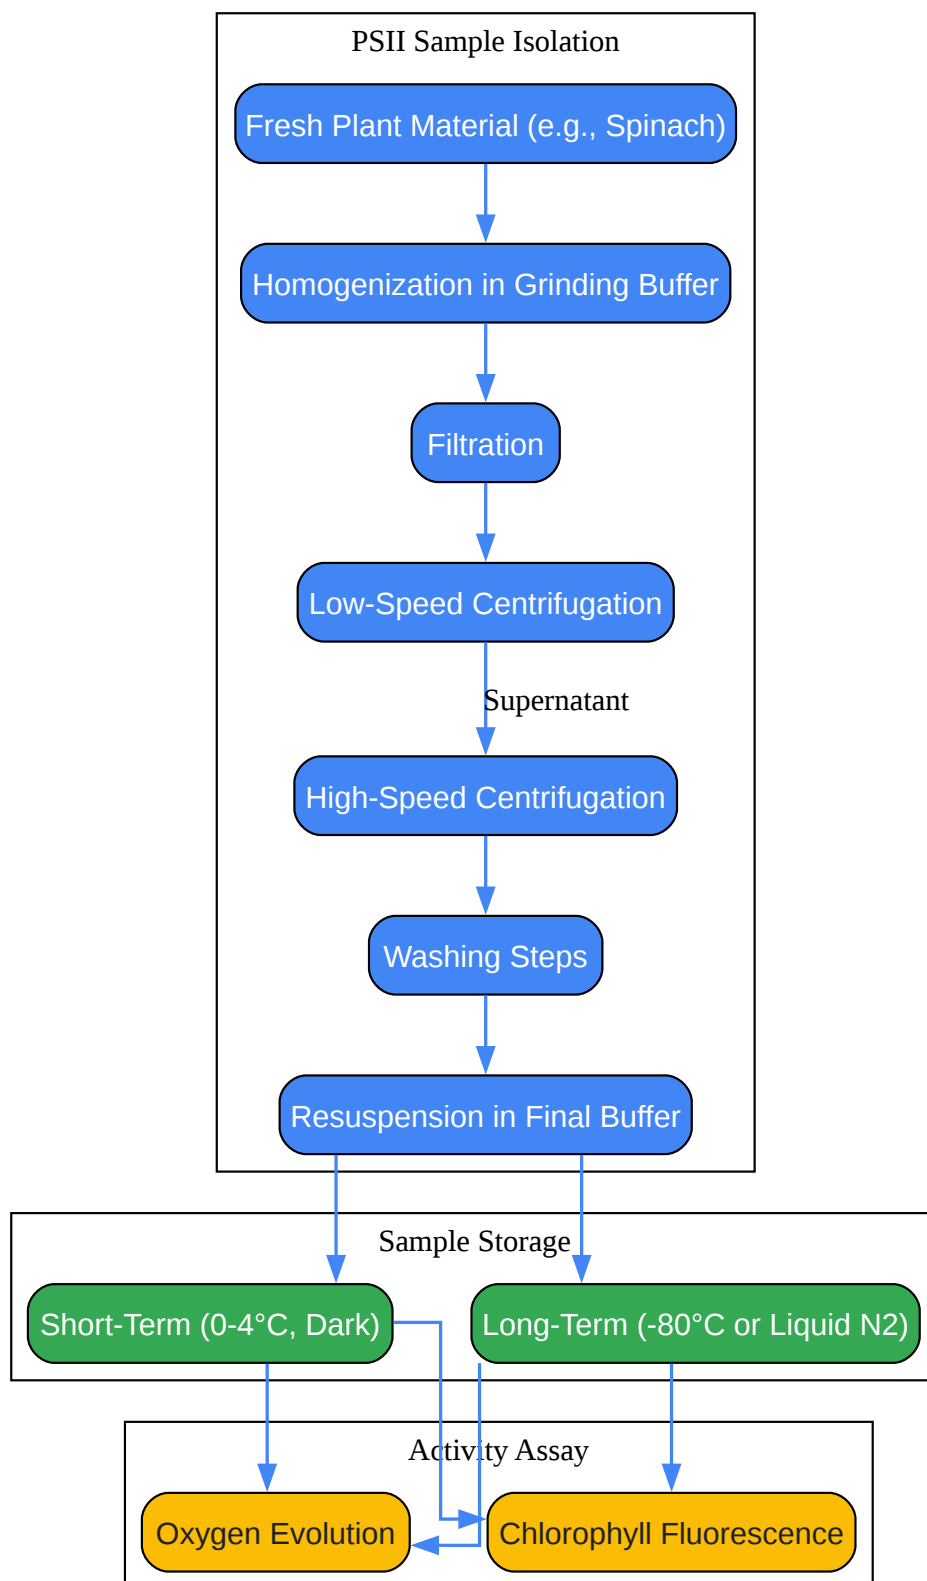 PSII Sample Isolation
Fresh Plant Material (e.g., Spinach)
Homogenization in Grinding Buffer
Filtration
Low-Speed Centrifugation
Supernatant
High-Speed Centrifugation
Washing Steps
Resuspension in Final Buffer
Sample Storage
Short-Term (0-4°C, Dark)
Long-Term (-80°C or Liquid N2)
Activity Assay
Oxygen Evolution
Chlorophyll Fluorescence